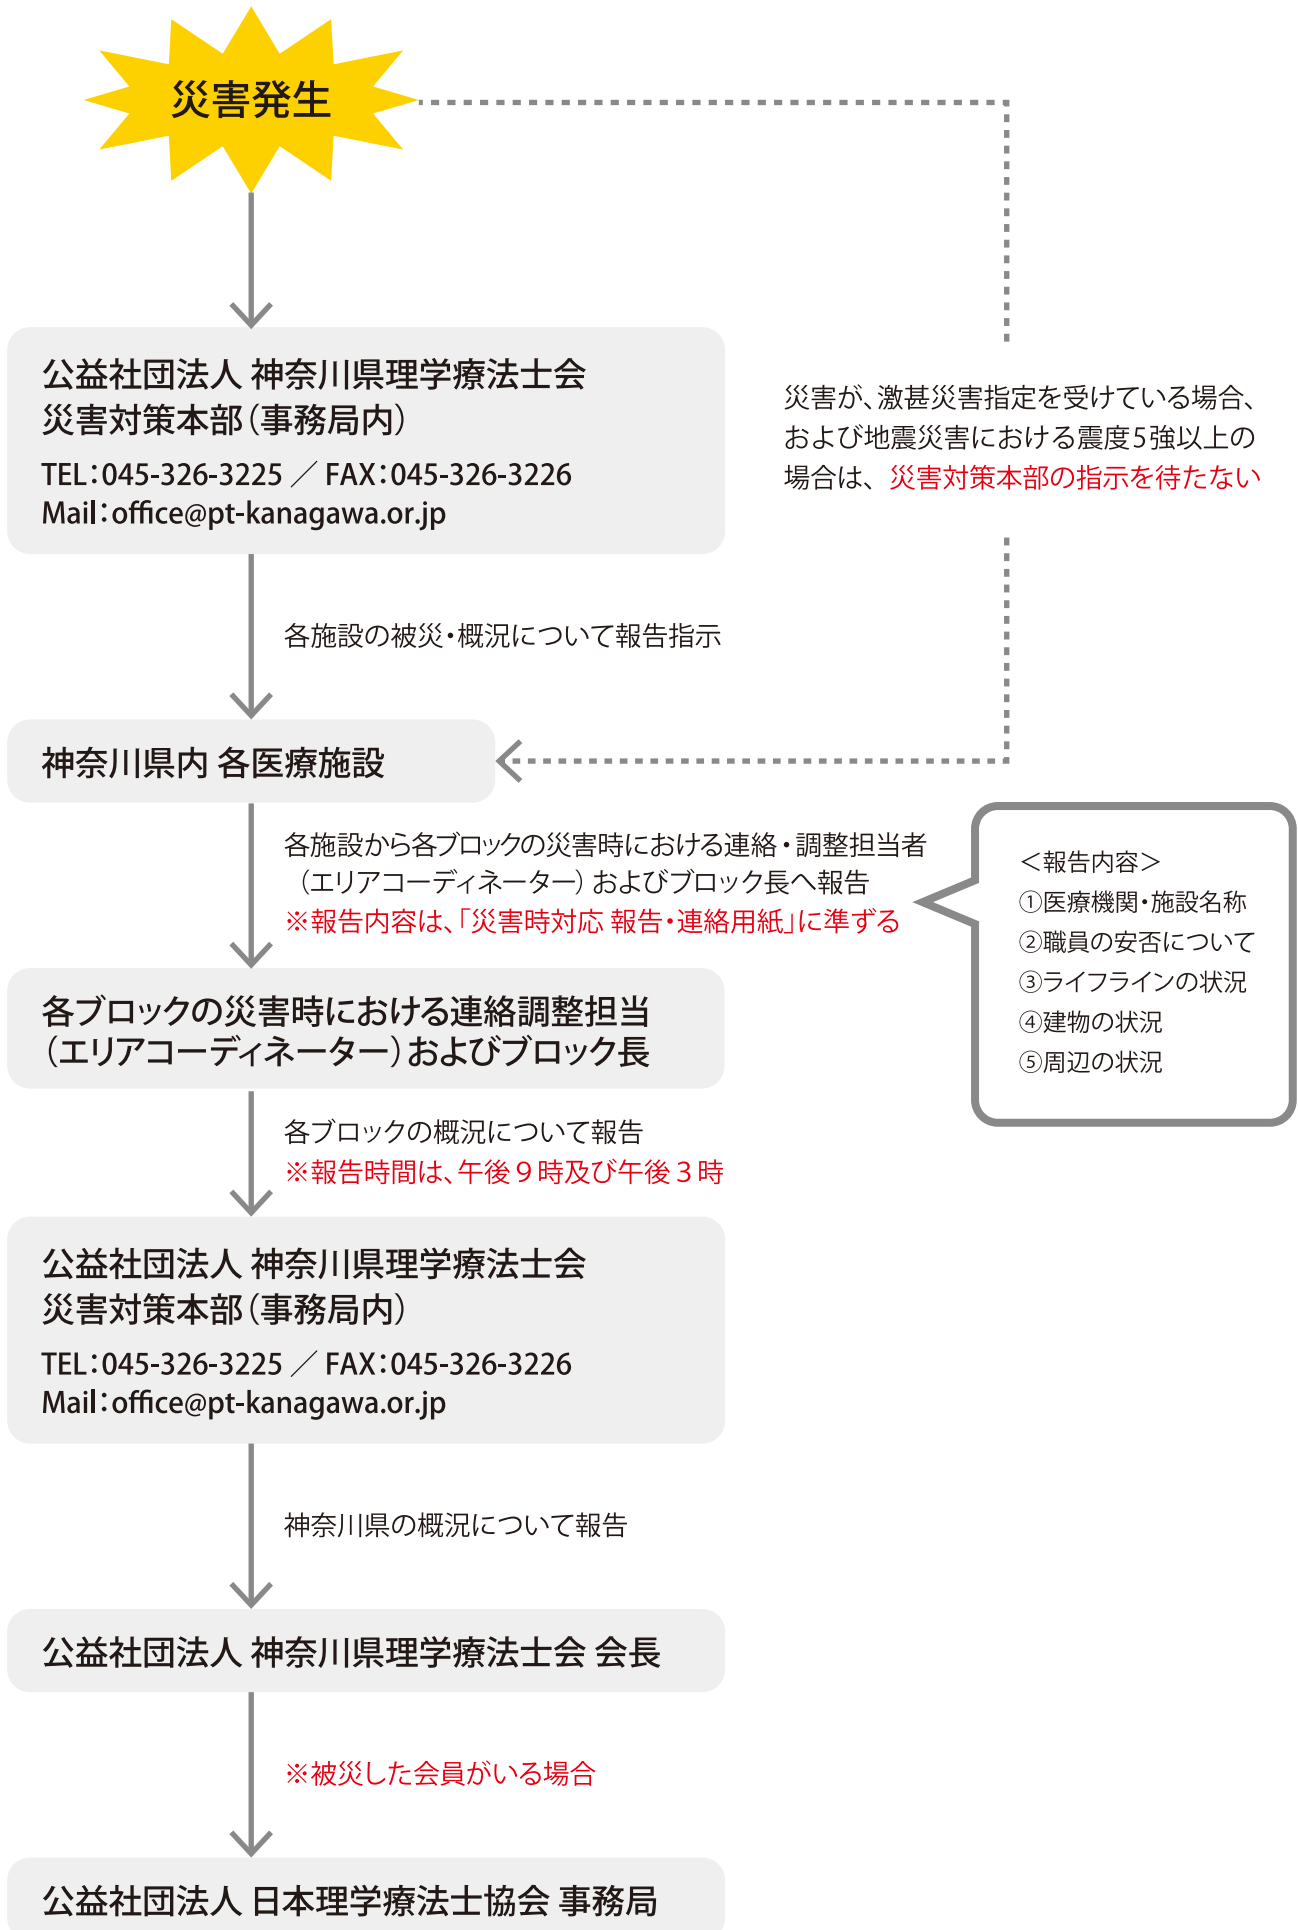 災害発生
公益社団法人 神奈川県理学療法士会
災害対策本部（事務局内）
TEL：045-326-3225 ／ FAX：045-326-3226
Mail：office@pt-kanagawa.or.jp
災害が、激甚災害指定を受けている場合、
および地震災害における震度5強以上の
場合は、災害対策本部の指示を待たない
各施設の被災・概況について報告指示
神奈川県内 各医療施設
各施設から各ブロックの災害時における連絡・調整担当者
（エリアコーディネーター）およびブロック長へ報告
※報告内容は、「災害時対応 報告・連絡用紙」に準ずる
＜報告内容＞
①医療機関・施設名称
②職員の安否について
③ライフラインの状況
④建物の状況
⑤周辺の状況
各ブロックの災害時における連絡調整担当
（エリアコーディネーター）およびブロック長
各ブロックの概況について報告
※報告時間は、午後９時及び午後３時
公益社団法人 神奈川県理学療法士会
災害対策本部（事務局内）
TEL：045-326-3225 ／ FAX：045-326-3226
Mail：office@pt-kanagawa.or.jp
神奈川県の概況について報告
公益社団法人 神奈川県理学療法士会 会長
※被災した会員がいる場合
公益社団法人 日本理学療法士協会 事務局